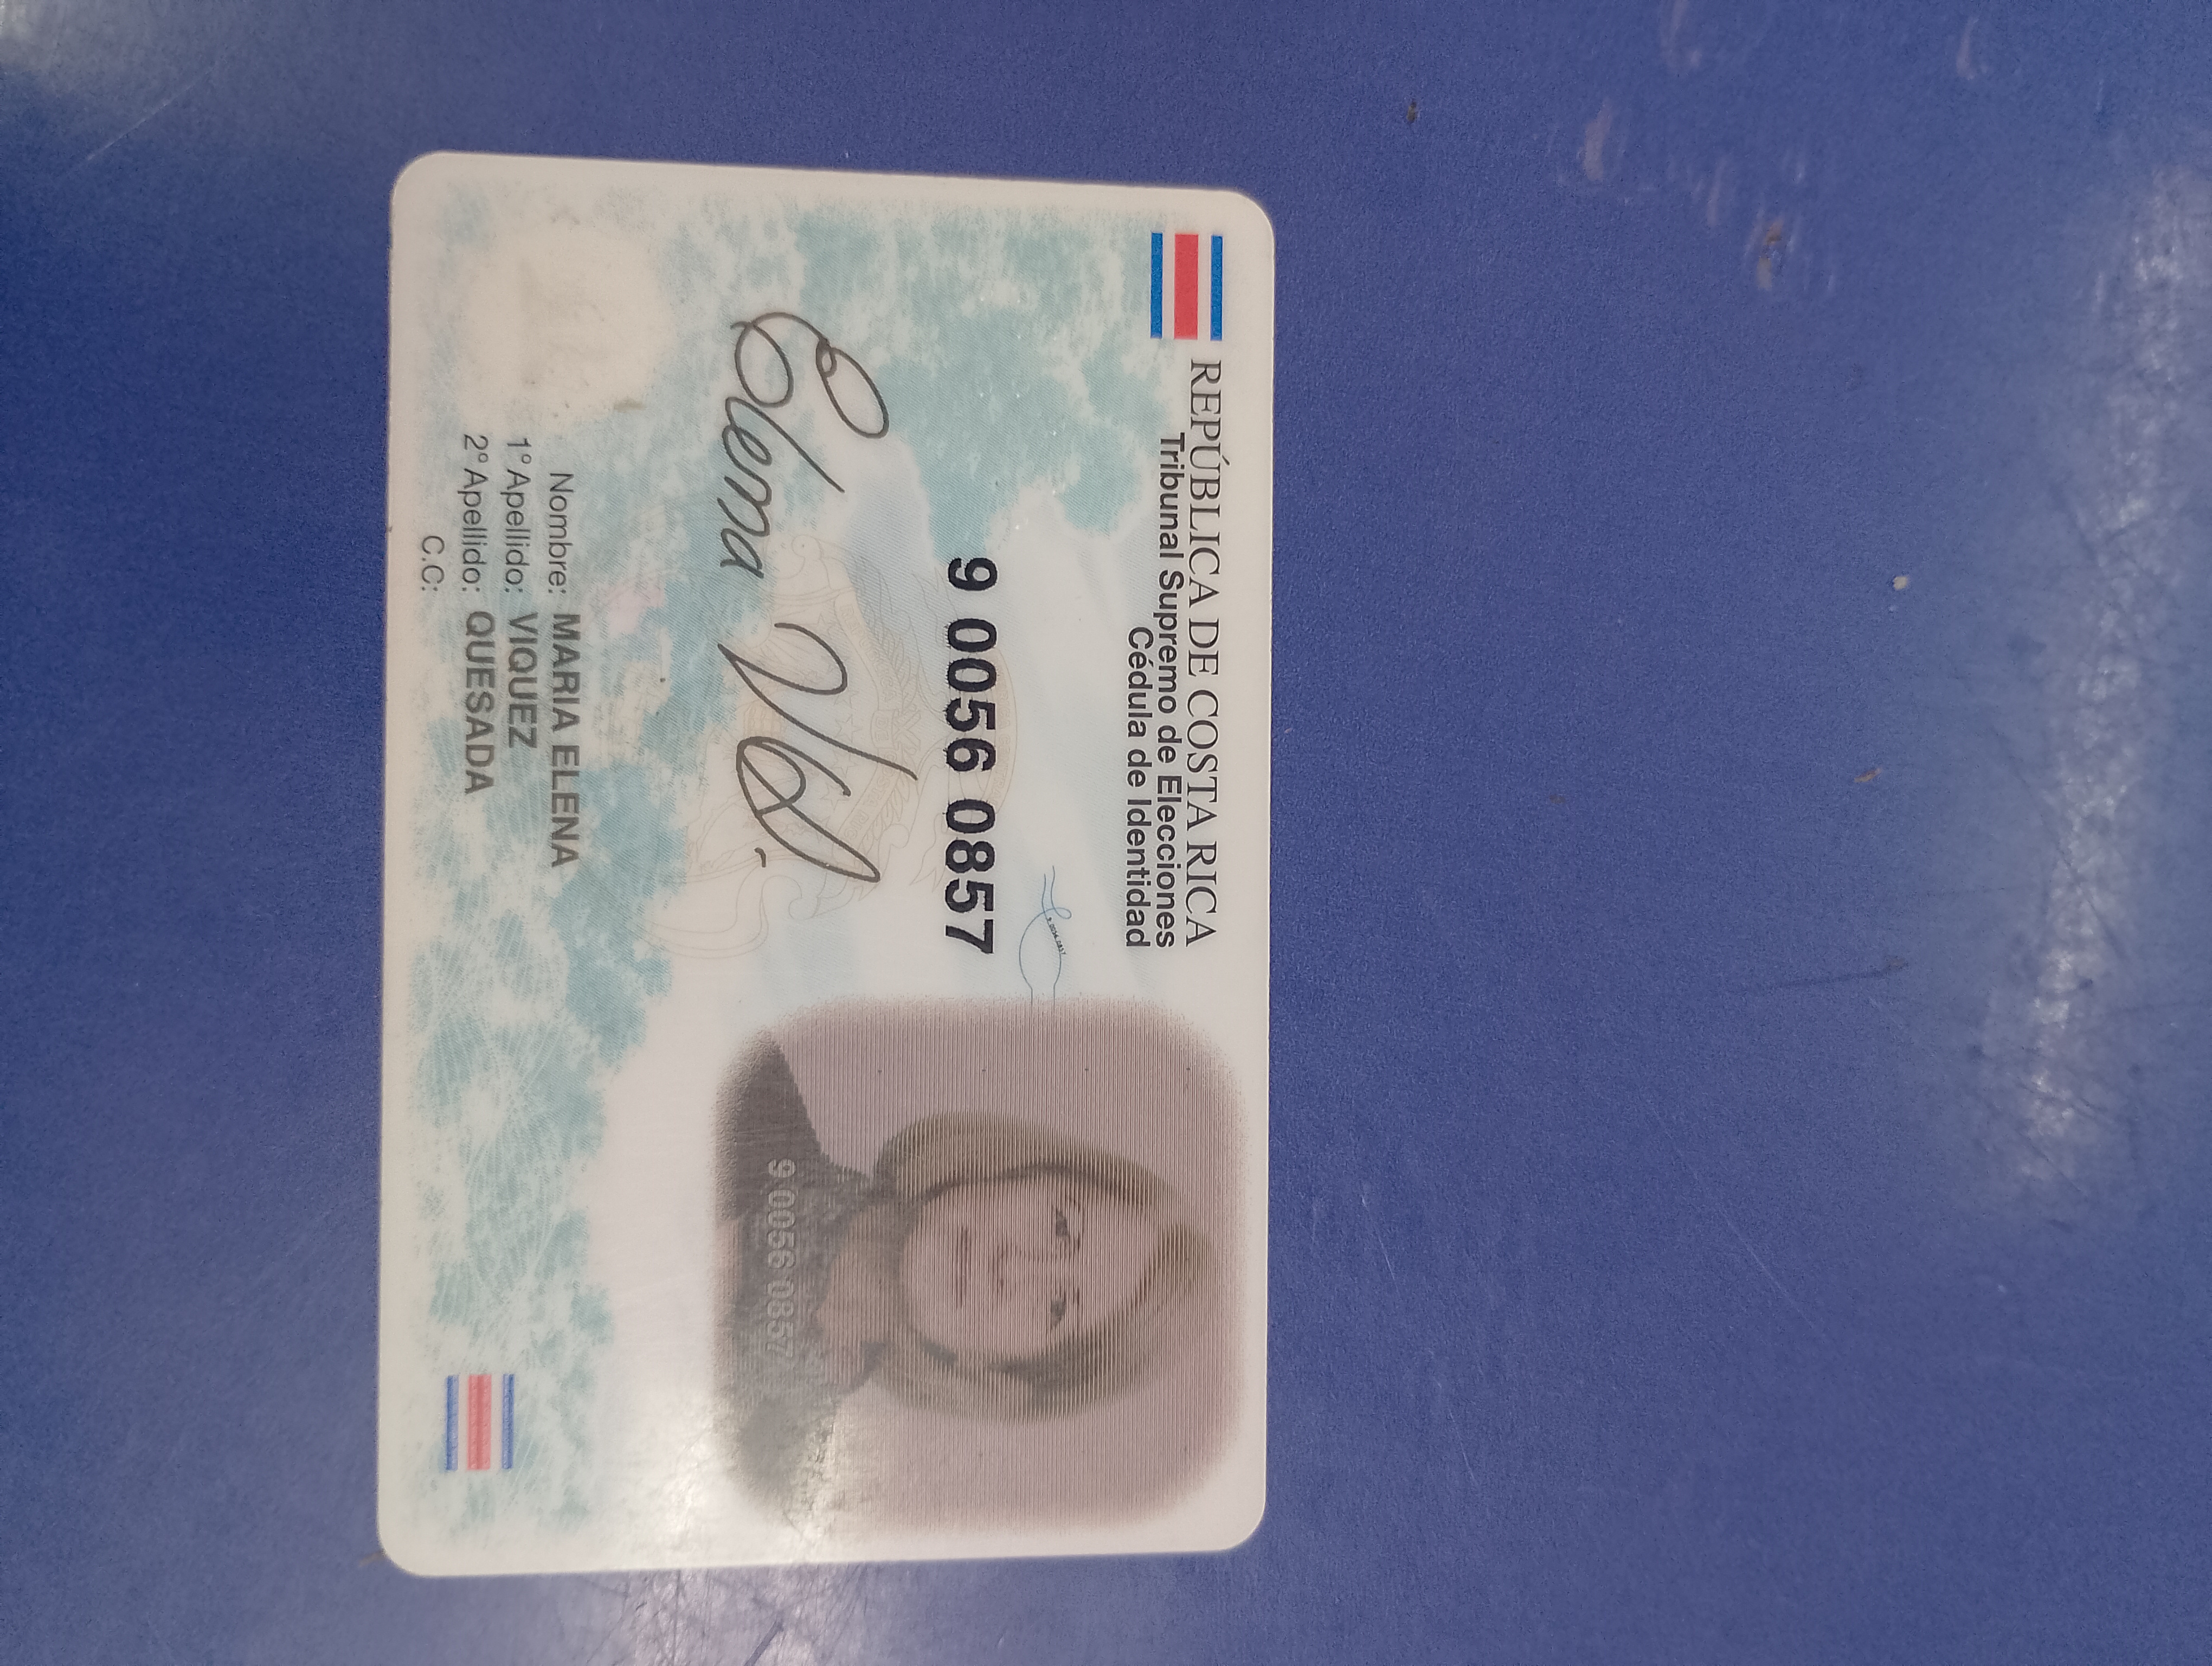 REPÚBLICA DE COSTA RICA
Tribunal Supremo de Elecciones
Cédula de Identidad
9 0056 0857
Elena
9 0056 0857
Nombre: MARIA ELENA
1° Apellido: VIQUEZ
2° Apellido: QUESADA
C.C: